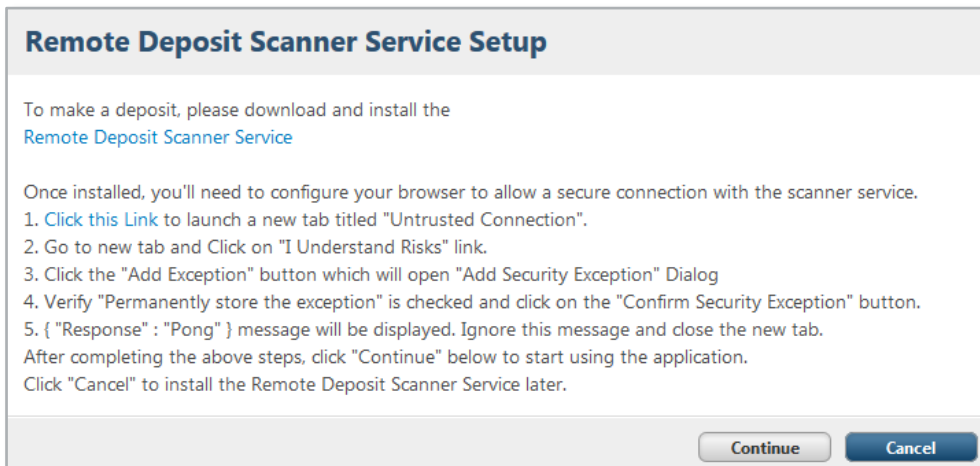 Remote Deposit Scanner Service Setup
To make a deposit, please download and install the
Remote Deposit Scanner Service
Once installed, you'll need to configure your browser to allow a secure connection with the scanner service.
1. Click this Link to launch a new tab titled "Untrusted Connection".
2. Go to new tab and Click on "I Understand Risks" link.
3. Click the "Add Exception" button which will open "Add Security Exception" Dialog
4. Verify "Permanently store the exception" is checked and click on the "Confirm Security Exception" button.
5. { "Response" : "Pong" } message will be displayed. Ignore this message and close the new tab.
After completing the above steps, click "Continue" below to start using the application.
Click "Cancel" to install the Remote Deposit Scanner Service later.
Continue Cancel